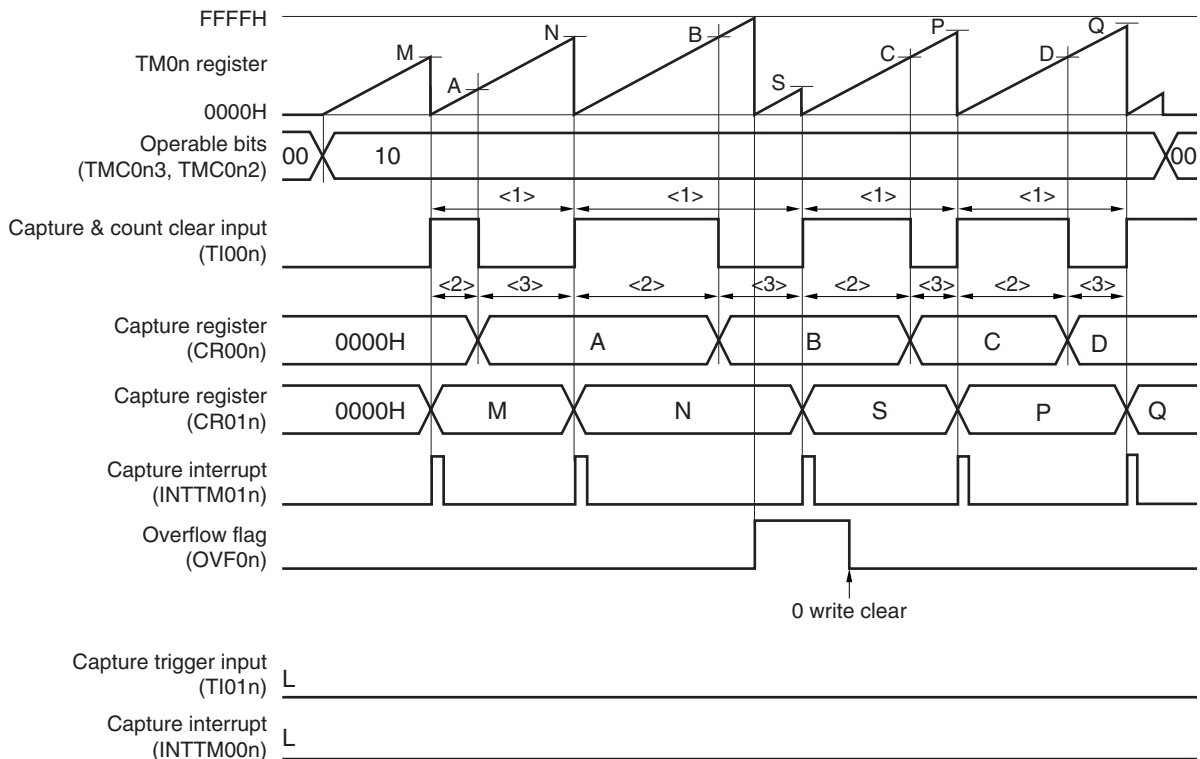 FFFFH
TM0n register
0000H
M
A
N
B
S
C
P
D
Q
Operable bits
(TMC0n3, TMC0n2)
00
10
00
<1>
<1>
<1>
<1>
Capture & count clear input
(TI00n)
<2>
<3>
<2>
<3>
<2>
<3>
<2>
<3>
Capture register
(CR00n)
0000H
A
B
C
D
Capture register
(CR01n)
0000H
M
N
S
P
Q
Capture interrupt
(INTTM01n)
Overflow flag
(OVF0n)
0 write clear
Capture trigger input
(TI01n)
L
Capture interrupt
(INTTM00n)
L